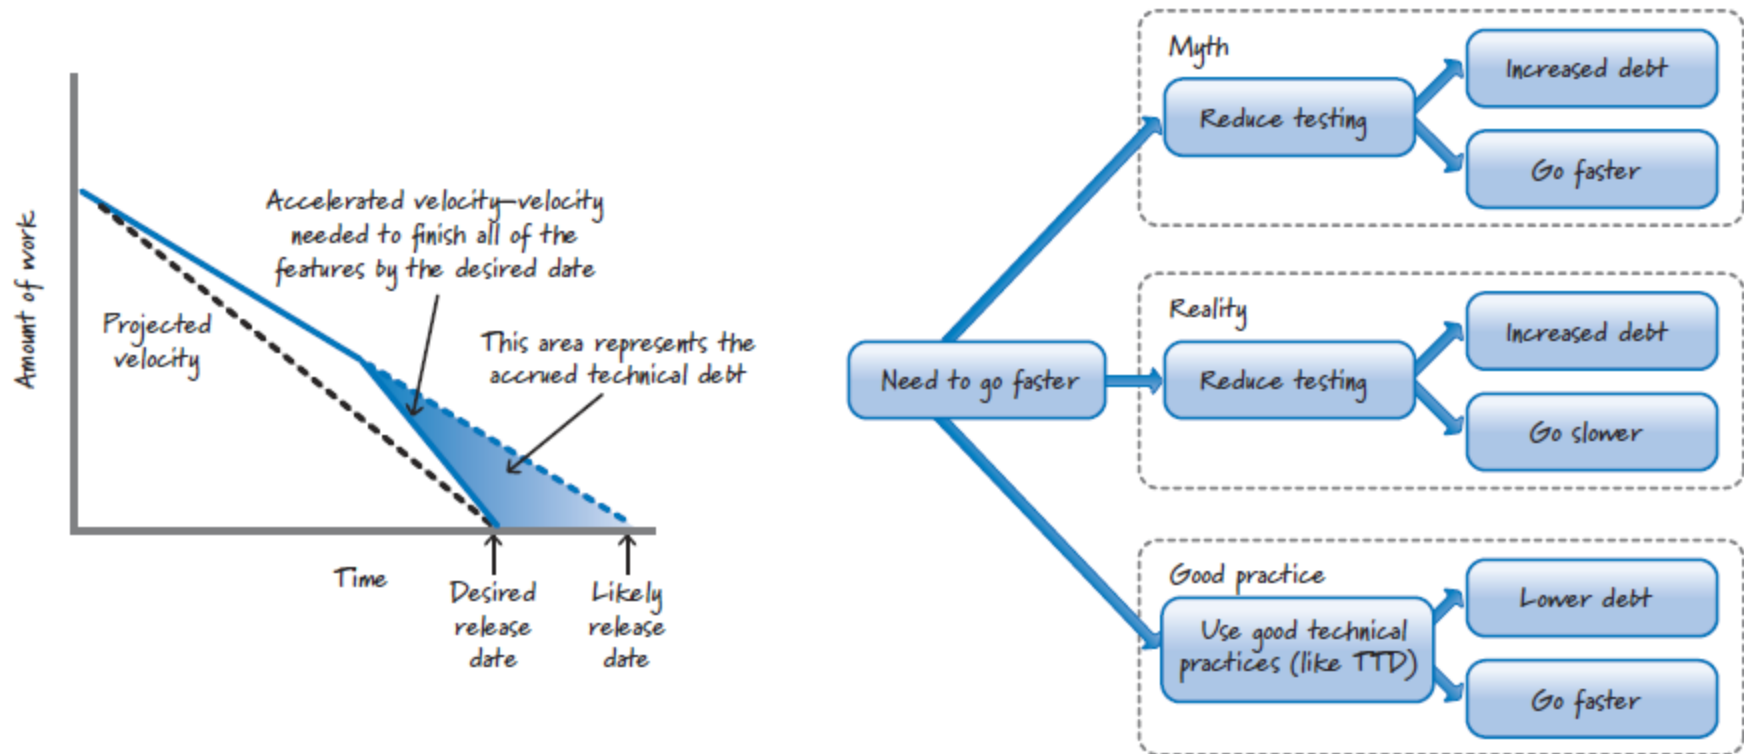 Amount of work
Accelerated velocity—velocity
needed to finish all of the
features by the desired date
Projected
velocity
This area represents the
accrued technical debt
Time
Desired
release
date
Likely
release
date
Need to go faster
Myth
Reduce testing
Increased debt
Go faster
Reality
Reduce testing
Increased debt
Go slower
Good practice
Use good technical
practices (like TTD)
Lower debt
Go faster